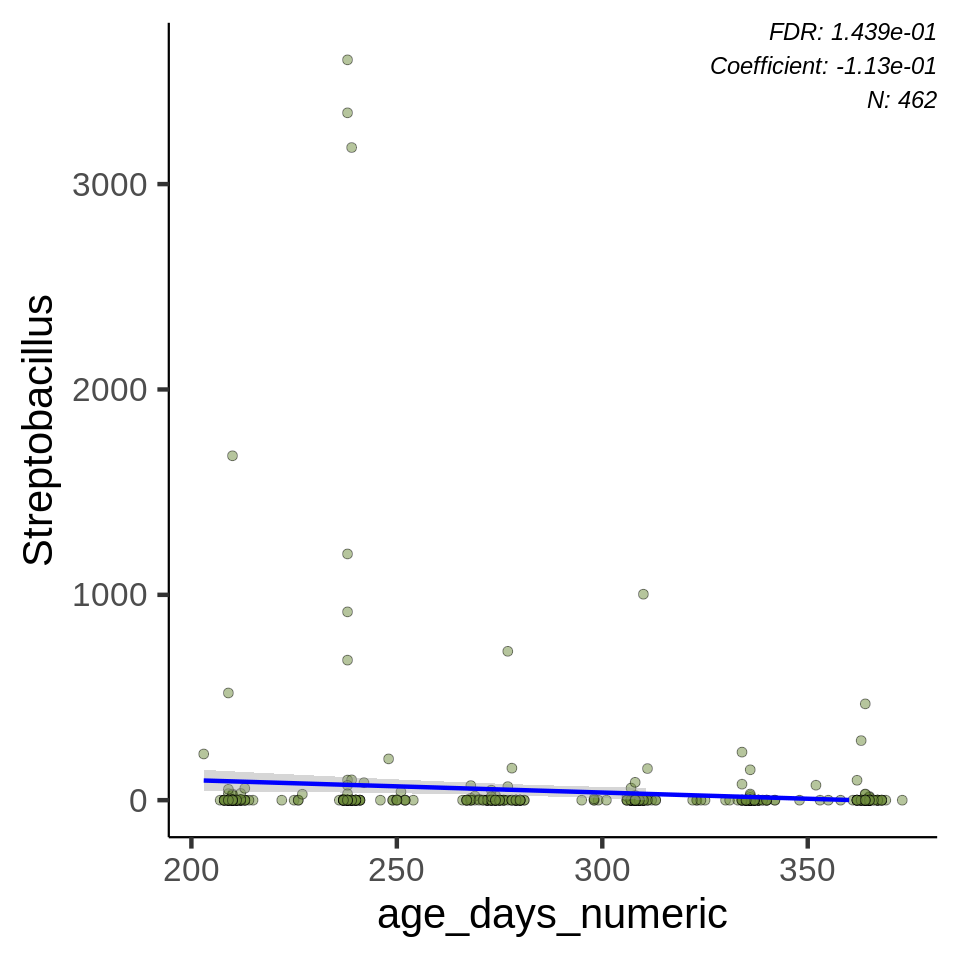 FDR: 1.439e-01
Coefficient: -1.13e-01
N: 462
3000
2000
1000
0
Streptobacillus
200 250 300 350
age_days_numeric